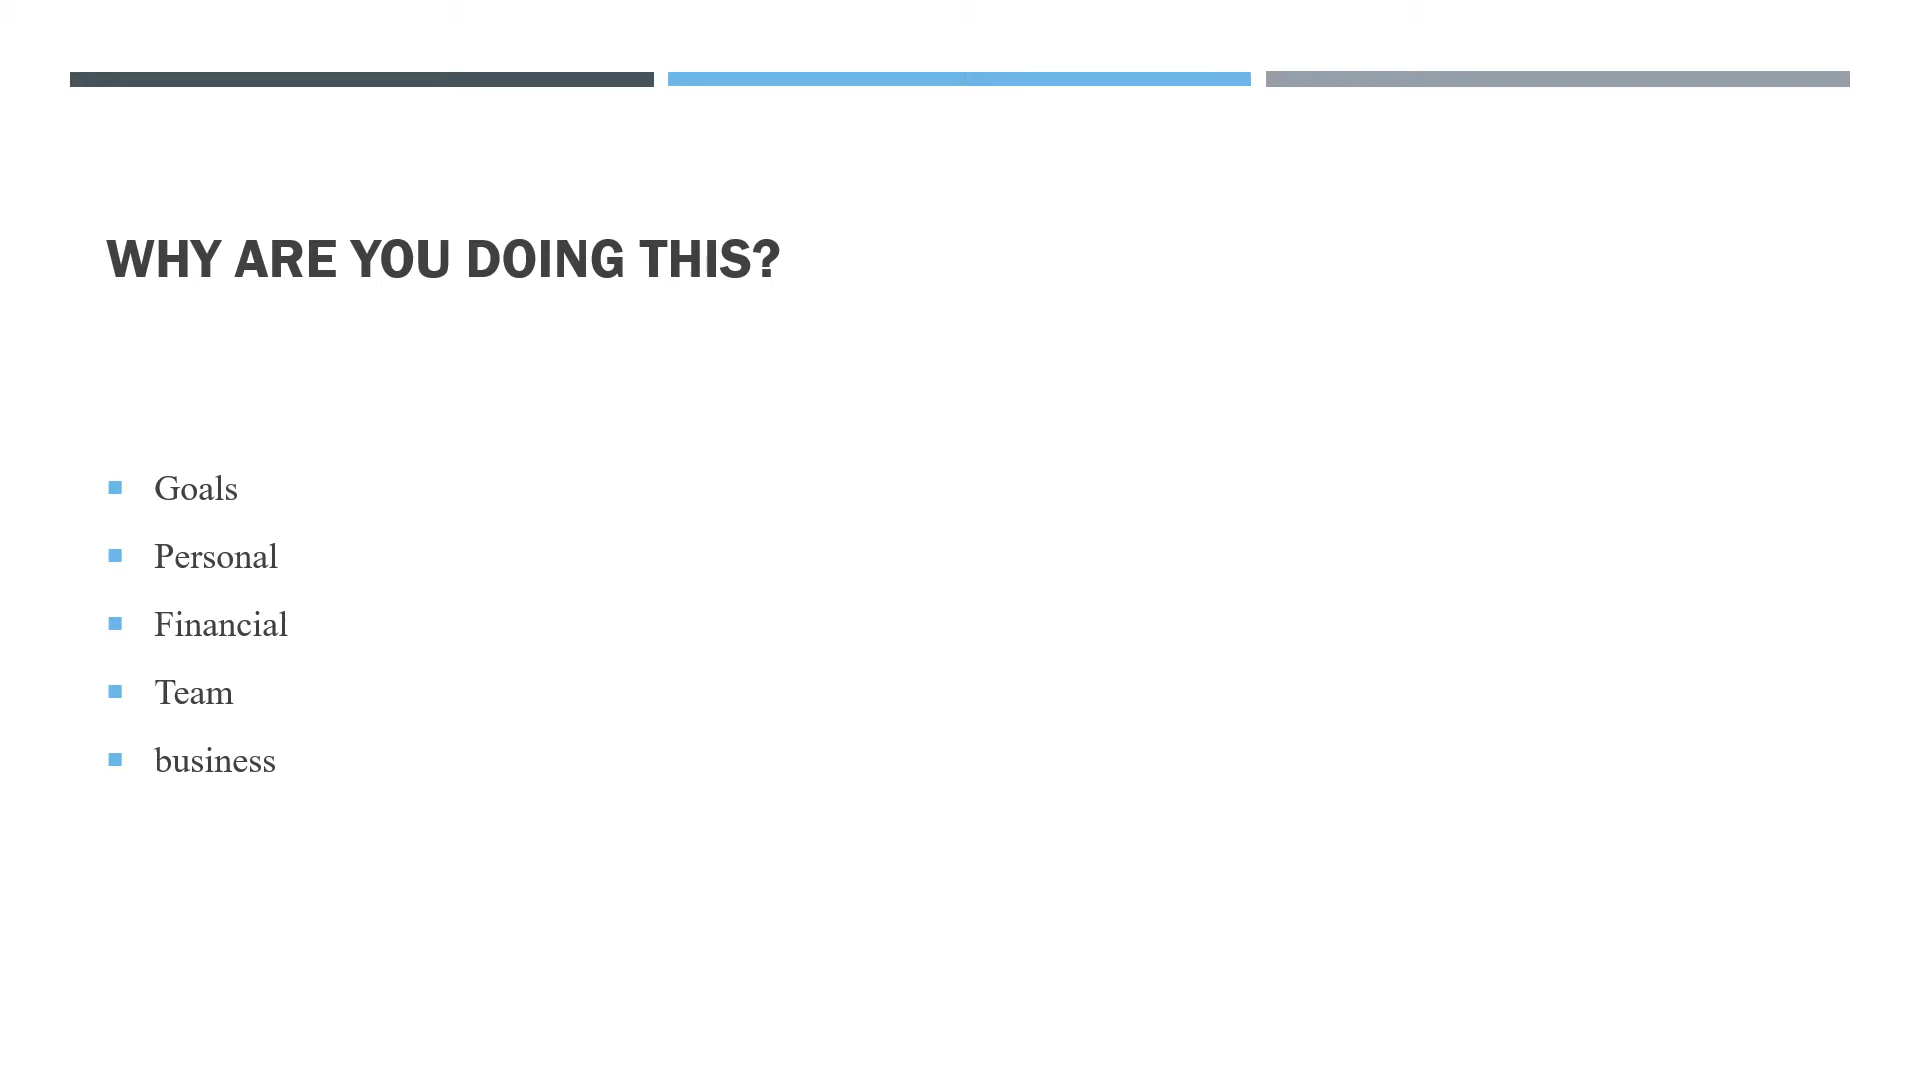 WHY ARE YOU DOING THIS?
Goals
Personal
Financial
Team
business